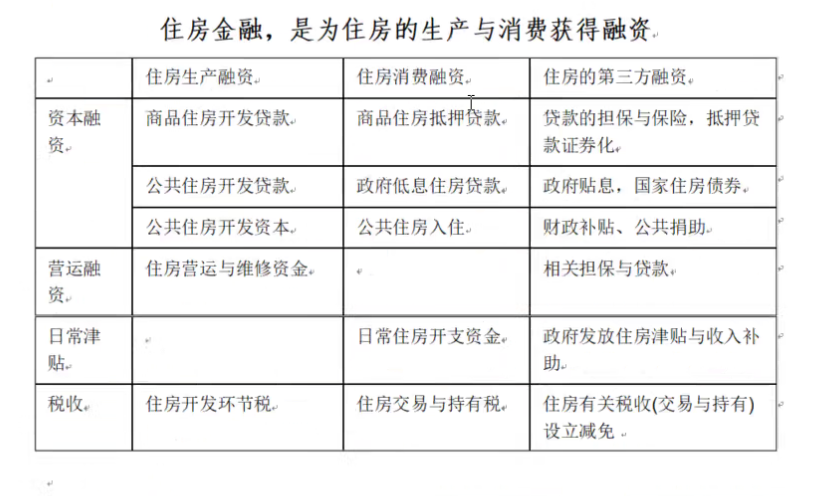 住房金融，是为住房的生产与消费获得融资
住房生产融资 住房消费融资 住房的第三方融资
资本融 商品住房开发贷款 商品住房抵押贷款 贷款的担保与保险，抵押贷
资 款证券化
公共住房开发贷款 政府低息住房贷款 政府贴息，国家住房债券
公共住房开发资本 公共住房入住 财政补贴、公共捐助
营运融 住房营运与维修资金 相关担保与贷款
资
日常津 日常住房开支资金 政府发放住房津贴与收入补
贴 助
税收 住房开发环节税 住房交易与持有税 住房有关税收(交易与持有)
设立减免